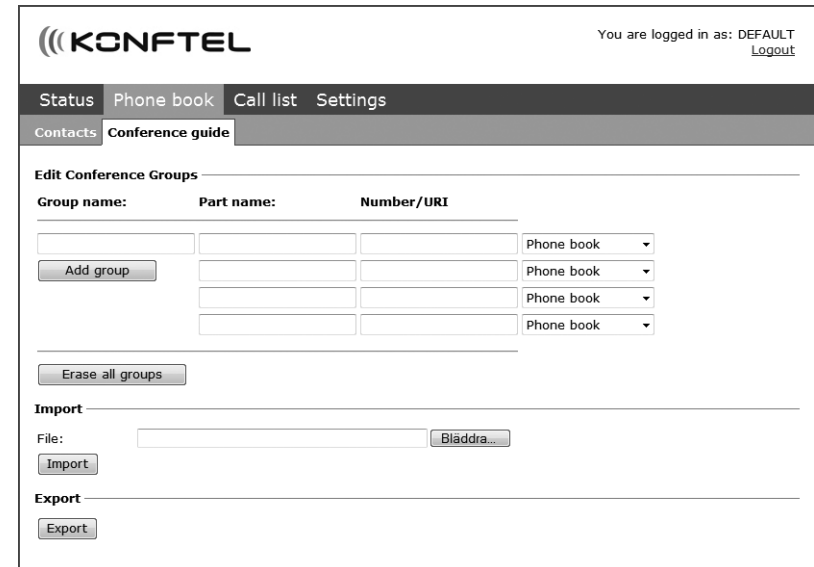 KONFTEL
You are logged in as: DEFAULT
Logout
Status Phone book Call list Settings
Contacts Conference guide
Edit Conference Groups
Group name: Part name: Number/URI
Phone book
Add group Phone book
Phone book
Phone book
Erase all groups
Import
File: Bläddra...
Import
Export
Export